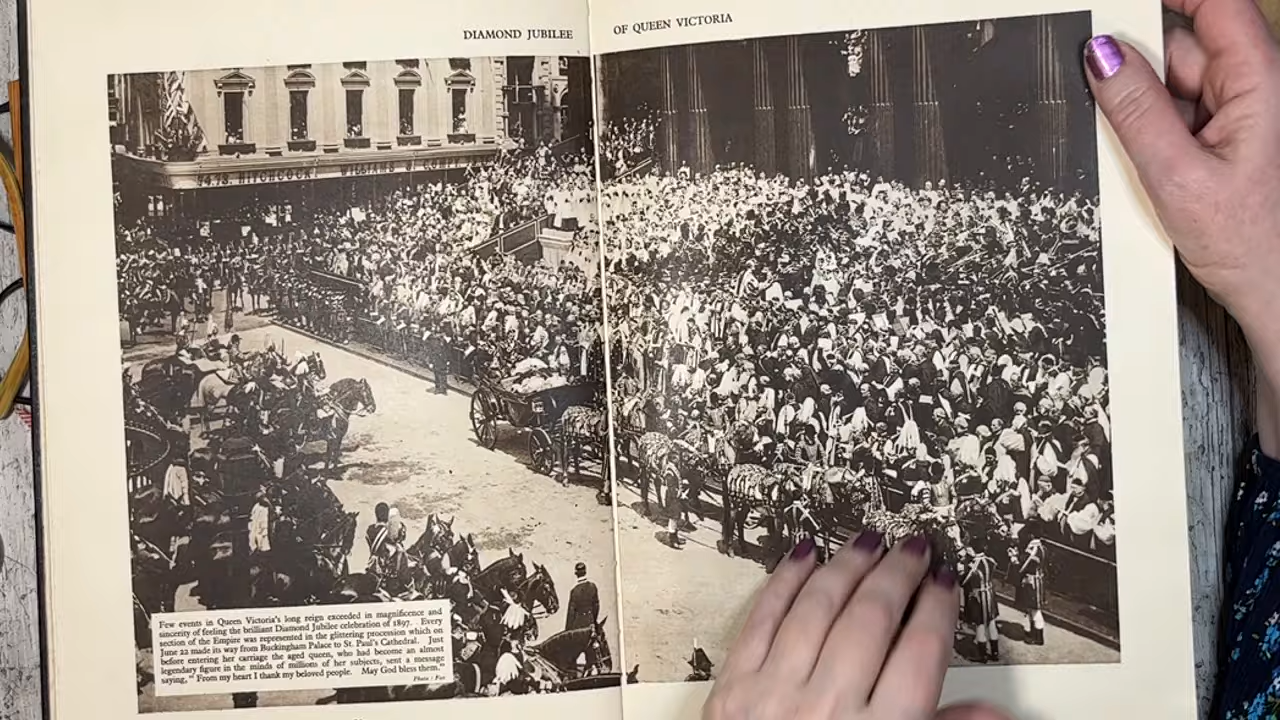 DIAMOND JUBILEE OF QUEEN VICTORIA
HITCHCOCK WILLIAMS
Few events in Queen Victoria's long reign exceeded in magnificence and
sincerity of feeling the brilliant Diamond Jubilee celebration of 1897. Every
section of the Empire was represented in the glittering procession which on
June 22 made its way from Buckingham Palace to St. Paul's Cathedral. Just
before entering her carriage the aged queen, who had become an almost
legendary figure in the minds of millions of her subjects, sent a message
saying, "From my heart I thank my beloved people. May God bless them."
Photo : Fox